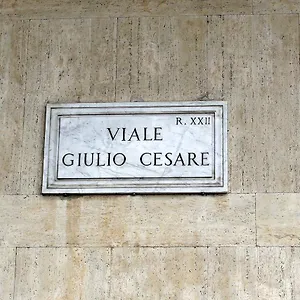 R. XXII
VIALE
GIULIO CESARE